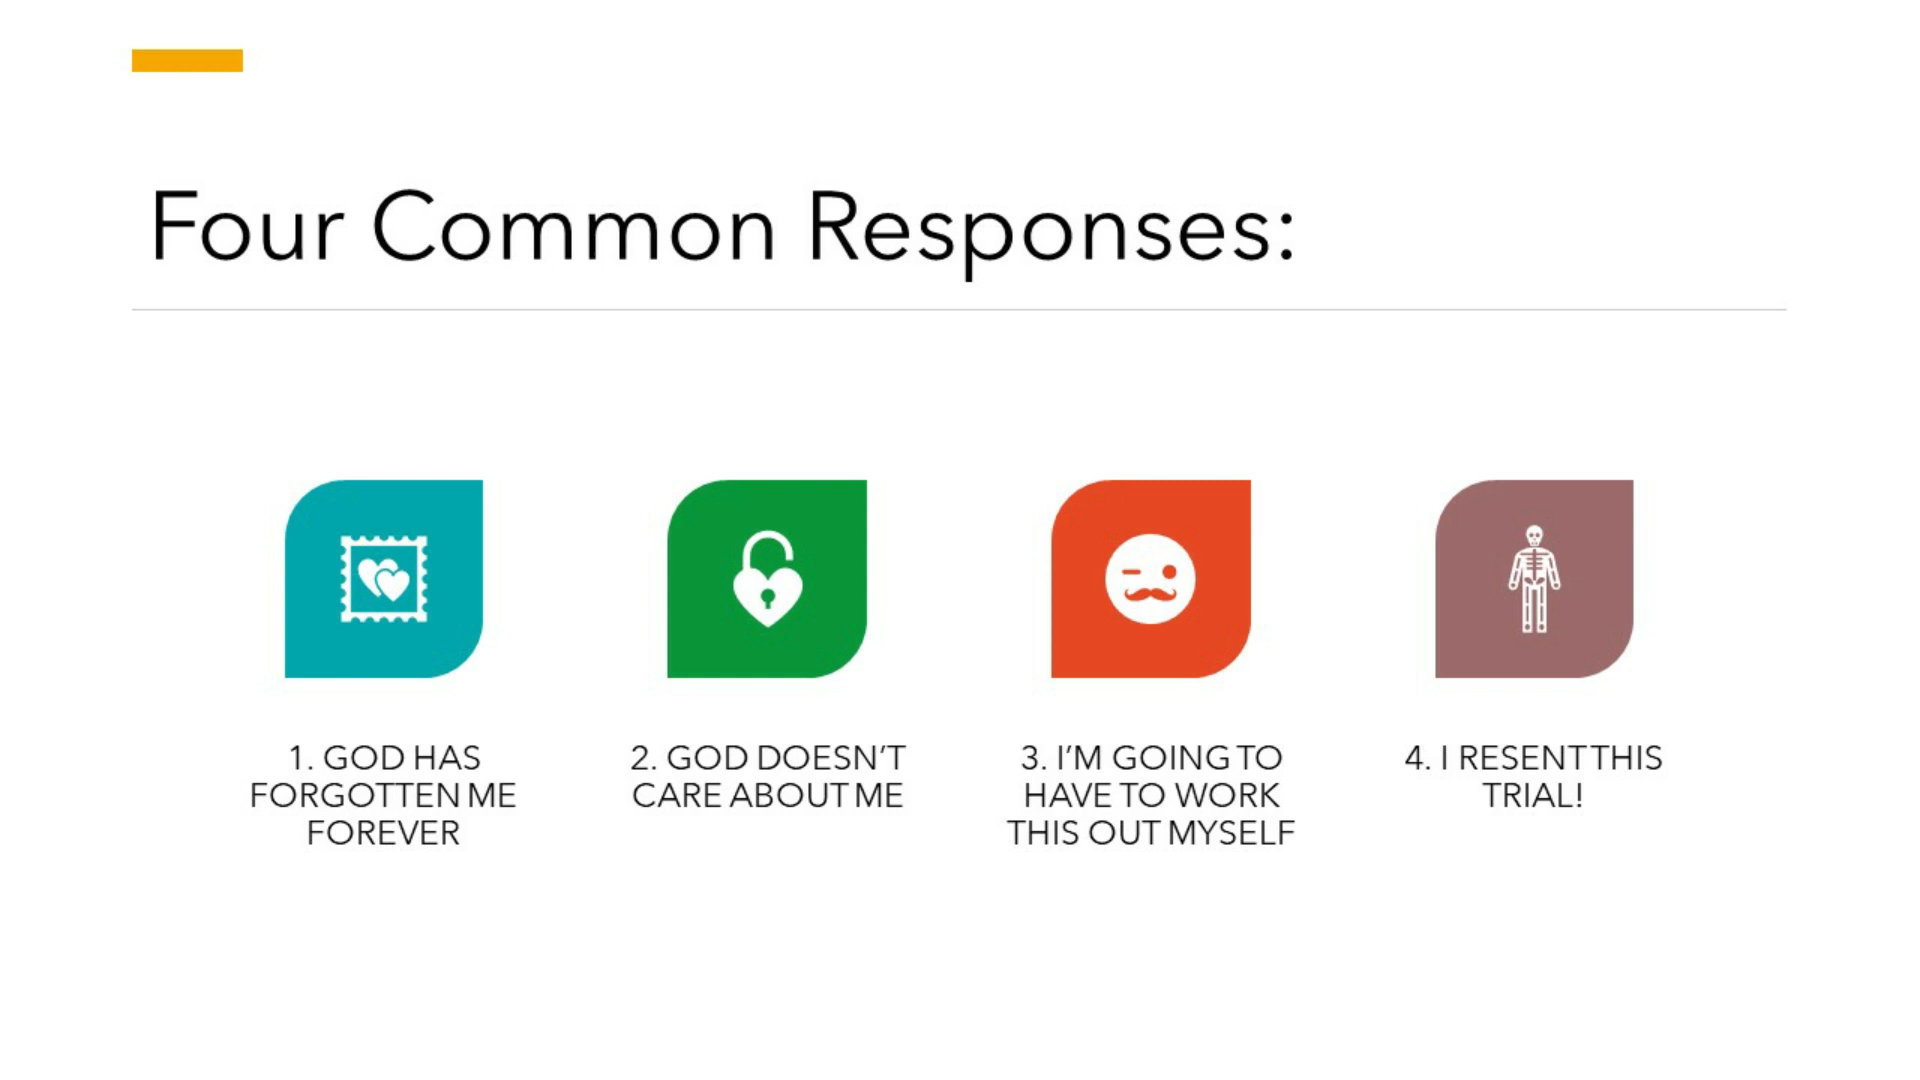 Four Common Responses:
1. GOD HAS
FORGOTTEN ME
FOREVER
2. GOD DOESN’T
CARE ABOUT ME
3. I’M GOING TO
HAVE TO WORK
THIS OUT MYSELF
4. I RESENT THIS
TRIAL!